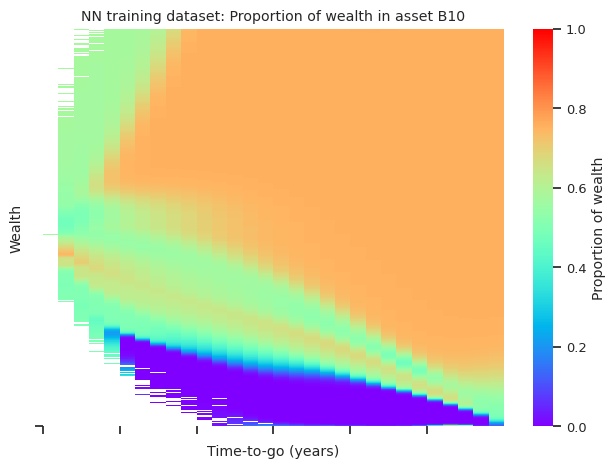 NN training dataset: Proportion of wealth in asset B10
Wealth
Time-to-go (years)
1.0
0.8
0.6
0.4
0.2
0.0
Proportion of wealth